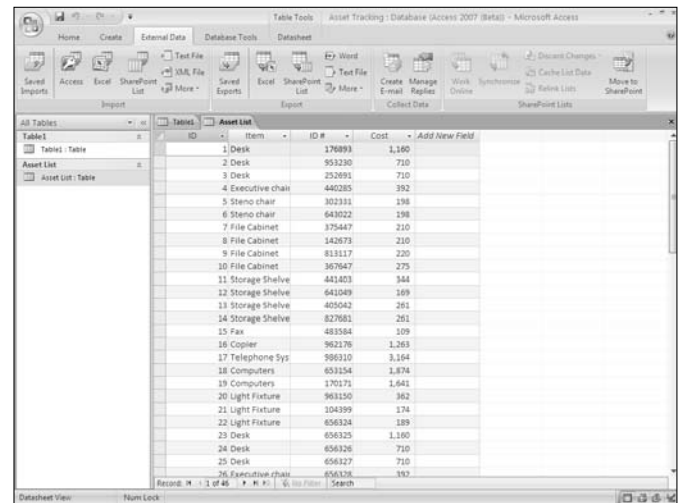 Table Tools Asset Tracking : Database (Access 2007 (Beta)) - Microsoft Access
Home Create External Data Database Tools Datasheet
Saved Imports Access Excel SharePoint List Text File XML File More
Import
Saved Exports Excel SharePoint List Word Text File More
Export
Create E-mail Manage Replies
Collect Data
Work Online Synchronize Discard Changes Cache List Data Relink Lists Move to SharePoint
SharePoint Lists
All Tables
Table1
Table1 : Table
Asset List
Asset List : Table
Table1 Asset List
ID Item ID # Cost Add New Field
1 Desk 176893 1,160
2 Desk 953230 710
3 Desk 252691 710
4 Executive chair 440285 392
5 Steno chair 302331 198
6 Steno chair 643022 198
7 File Cabinet 375447 210
8 File Cabinet 142673 210
9 File Cabinet 813117 220
10 File Cabinet 367647 275
11 Storage Shelve 441403 344
12 Storage Shelve 641049 169
13 Storage Shelve 405042 261
14 Storage Shelve 827681 261
15 Fax 483584 109
16 Copier 962176 1,263
17 Telephone Sys 986310 3,164
18 Computers 653154 1,874
19 Computers 170171 1,641
20 Light Fixture 963150 362
21 Light Fixture 104399 174
22 Light Fixture 656324 189
23 Desk 656325 1,160
24 Desk 656326 710
25 Desk 656327 710
26 Executive chair 656328 392
Record: 1 of 46 No Filter Search
Datasheet View Num Lock